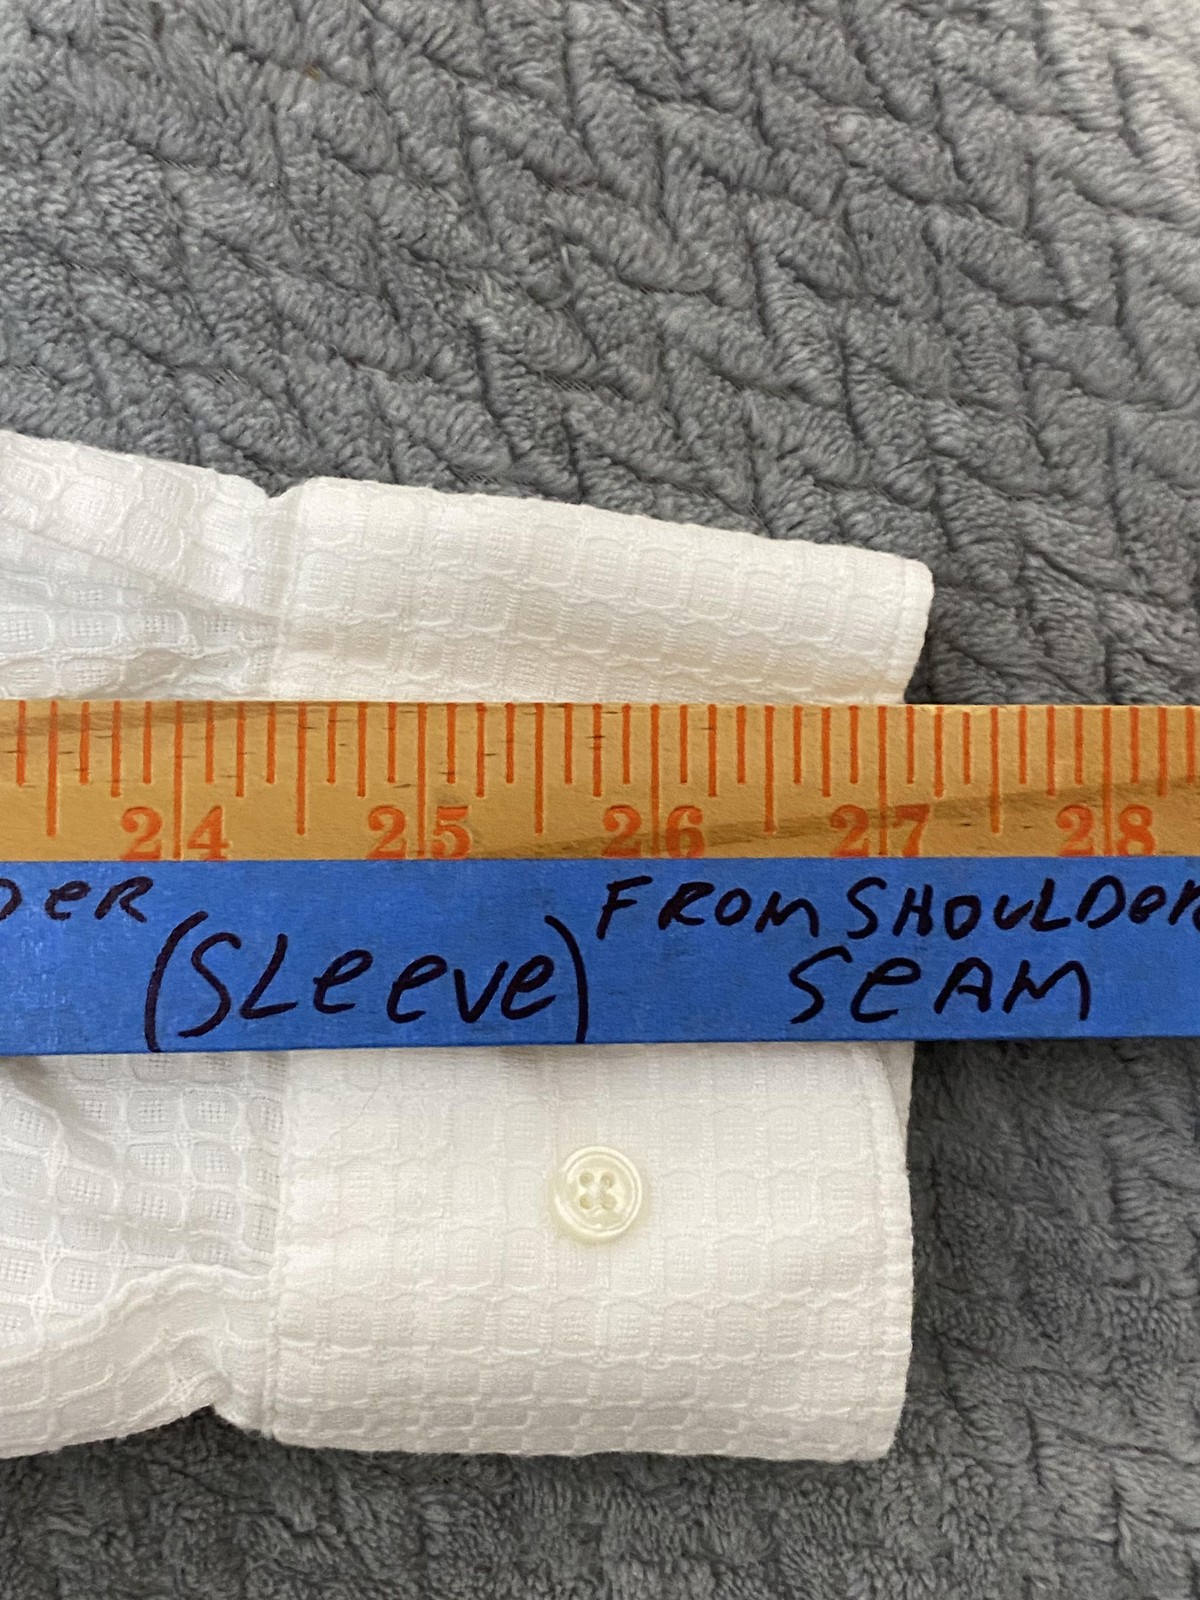 24 25 26 27 28
DER FROM SHOULDER
(SLeeve) SEAM